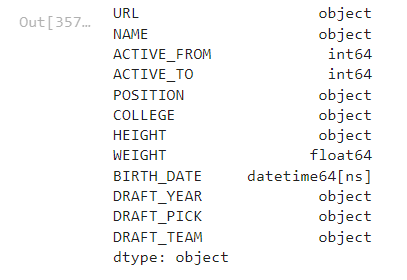 Out[357...
URL object
NAME object
ACTIVE_FROM int64
ACTIVE_TO int64
POSITION object
COLLEGE object
HEIGHT object
WEIGHT float64
BIRTH_DATE datetime64[ns]
DRAFT_YEAR object
DRAFT_PICK object
DRAFT_TEAM object
dtype: object